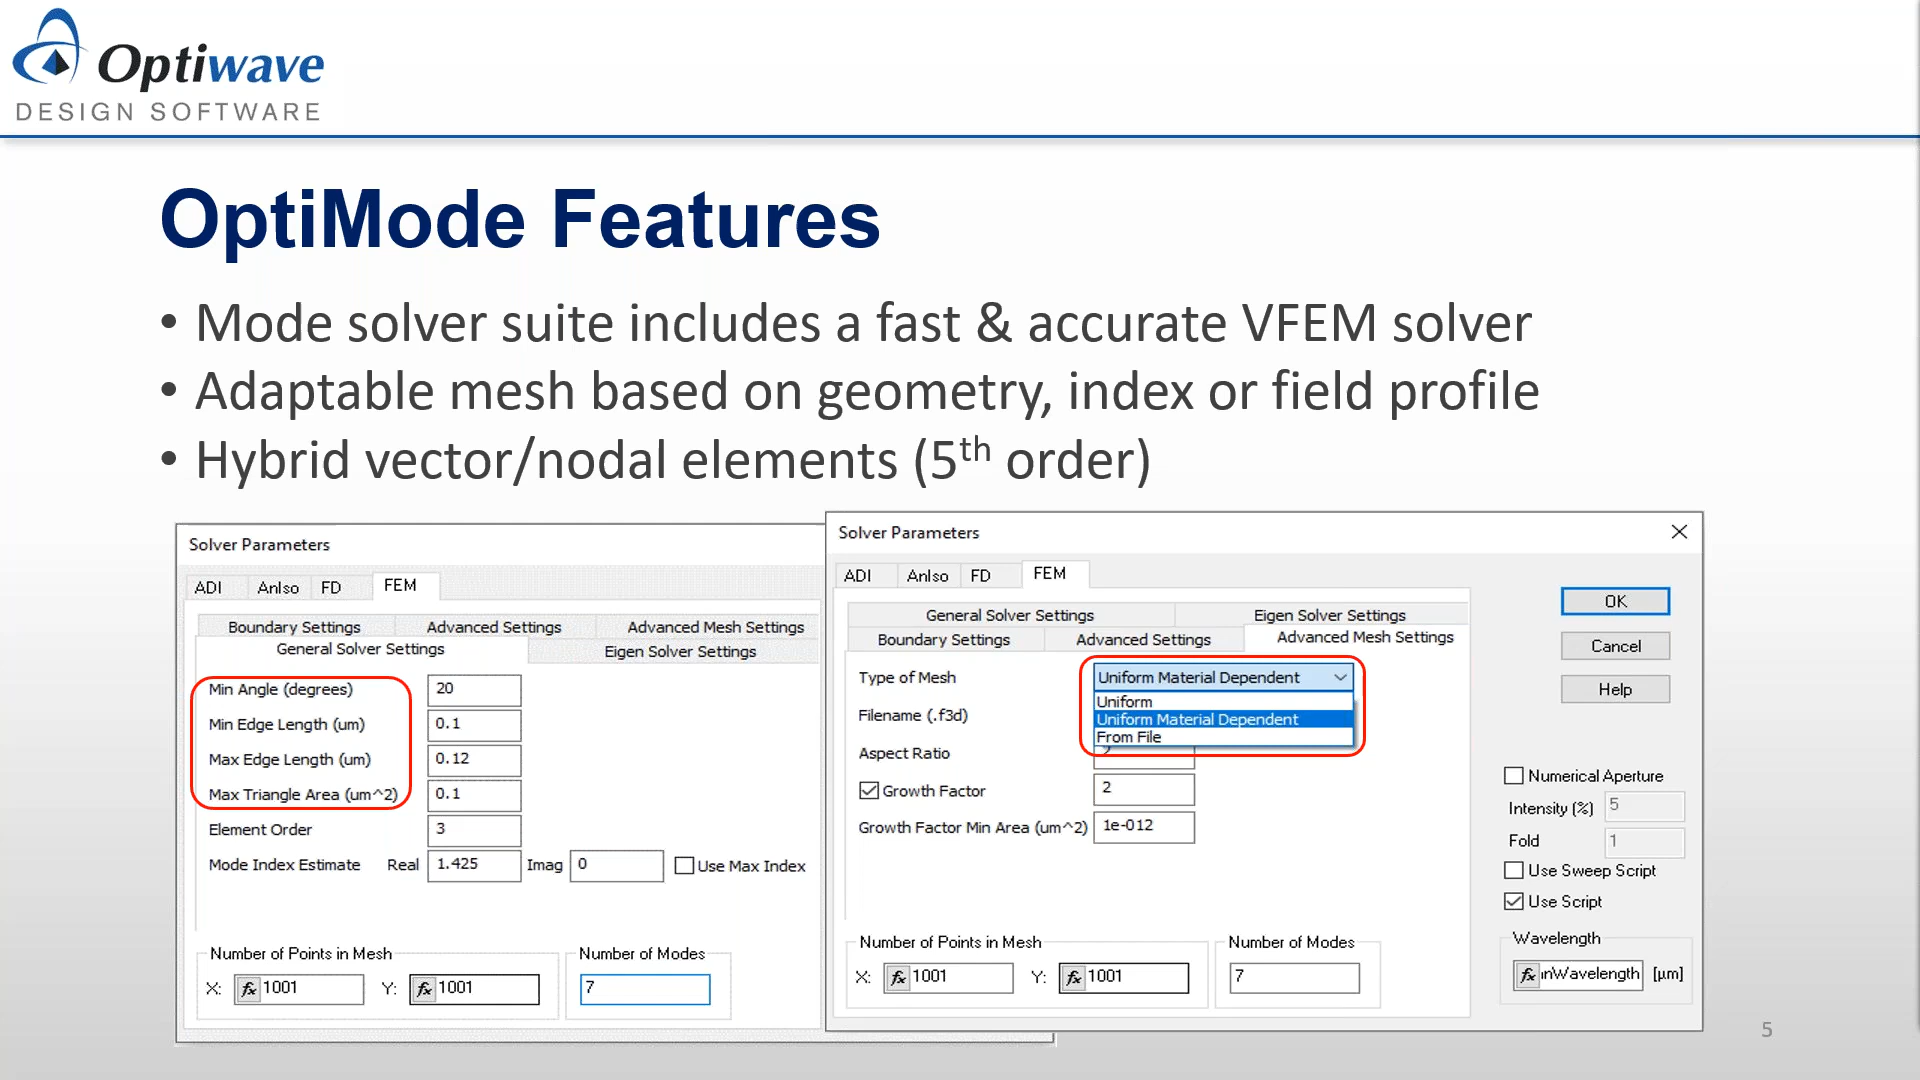 Optiwave
DESIGN SOFTWARE
OptiMode Features
• Mode solver suite includes a fast & accurate VFEM solver
• Adaptable mesh based on geometry, index or field profile
• Hybrid vector/nodal elements (5th order)
Solver Parameters
ADI AnIso FD FEM
Boundary Settings Advanced Settings Advanced Mesh Settings
General Solver Settings Eigen Solver Settings
Min Angle (degrees) 20
Min Edge Length (um) 0.1
Max Edge Length (um) 0.12
Max Triangle Area (um^2) 0.1
Element Order 3
Mode Index Estimate Real 1.425 Imag 0 Use Max Index
Number of Points in Mesh Number of Modes
X: fx 1001 Y: fx 1001 7
Solver Parameters
ADI AnIso FD FEM
General Solver Settings Eigen Solver Settings
Boundary Settings Advanced Settings Advanced Mesh Settings
Type of Mesh Uniform Material Dependent
Uniform
Filename (.f3d) Uniform Material Dependent
From File
Aspect Ratio 2
Growth Factor 2
Growth Factor Min Area (um^2) 1e-012
Number of Points in Mesh Number of Modes
X: fx 1001 Y: fx 1001 7
OK
Cancel
Help
Numerical Aperture
Intensity (%) 5
Fold 1
Use Sweep Script
Use Script
Wavelength
fx inWavelength [µm]
5